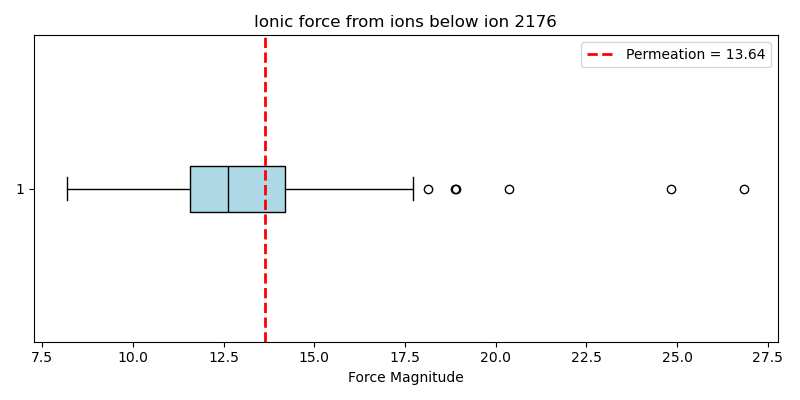 Ionic force from ions below ion 2176
Permeation = 13.64
1
7.5 10.0 12.5 15.0 17.5 20.0 22.5 25.0 27.5
Force Magnitude